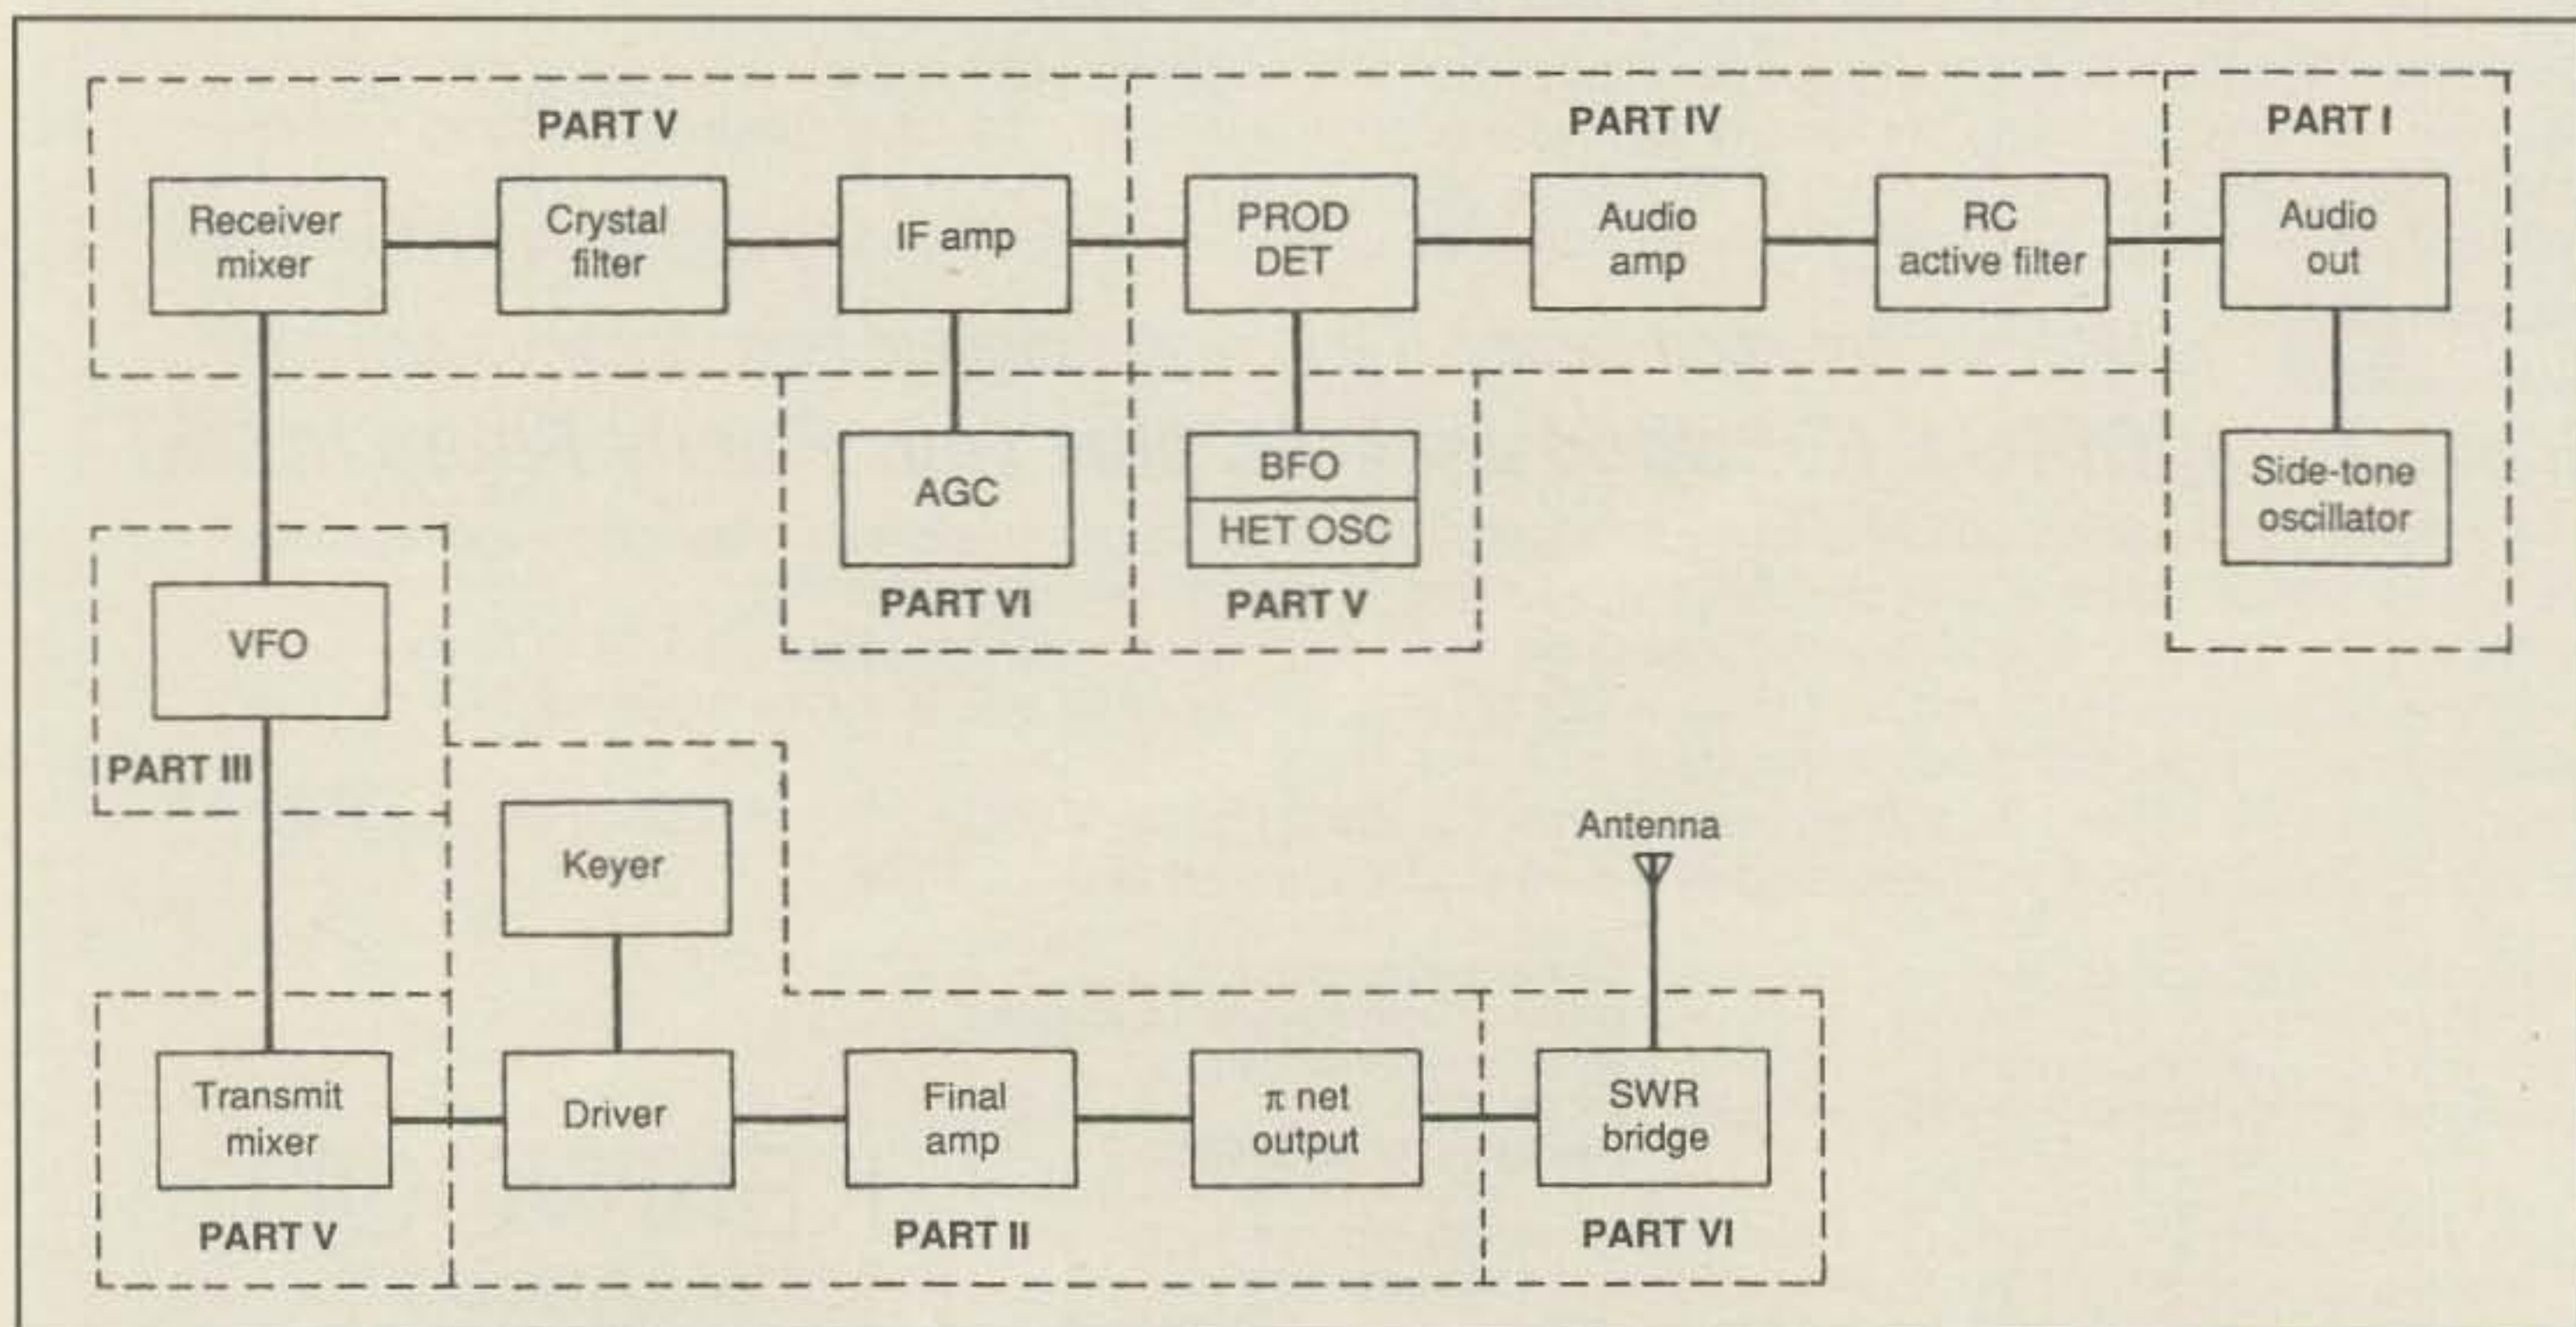 PART V
PART IV
PART I
Receiver
mixer
Crystal
filter
IF amp
PROD
DET
Audio
amp
RC
active filter
Audio
out
AGC
BFO
HET OSC
Side-tone
oscillator
PART VI
PART V
VFO
PART III
Keyer
Antenna
Transmit
mixer
Driver
Final
amp
π net
output
SWR
bridge
PART V
PART II
PART VI